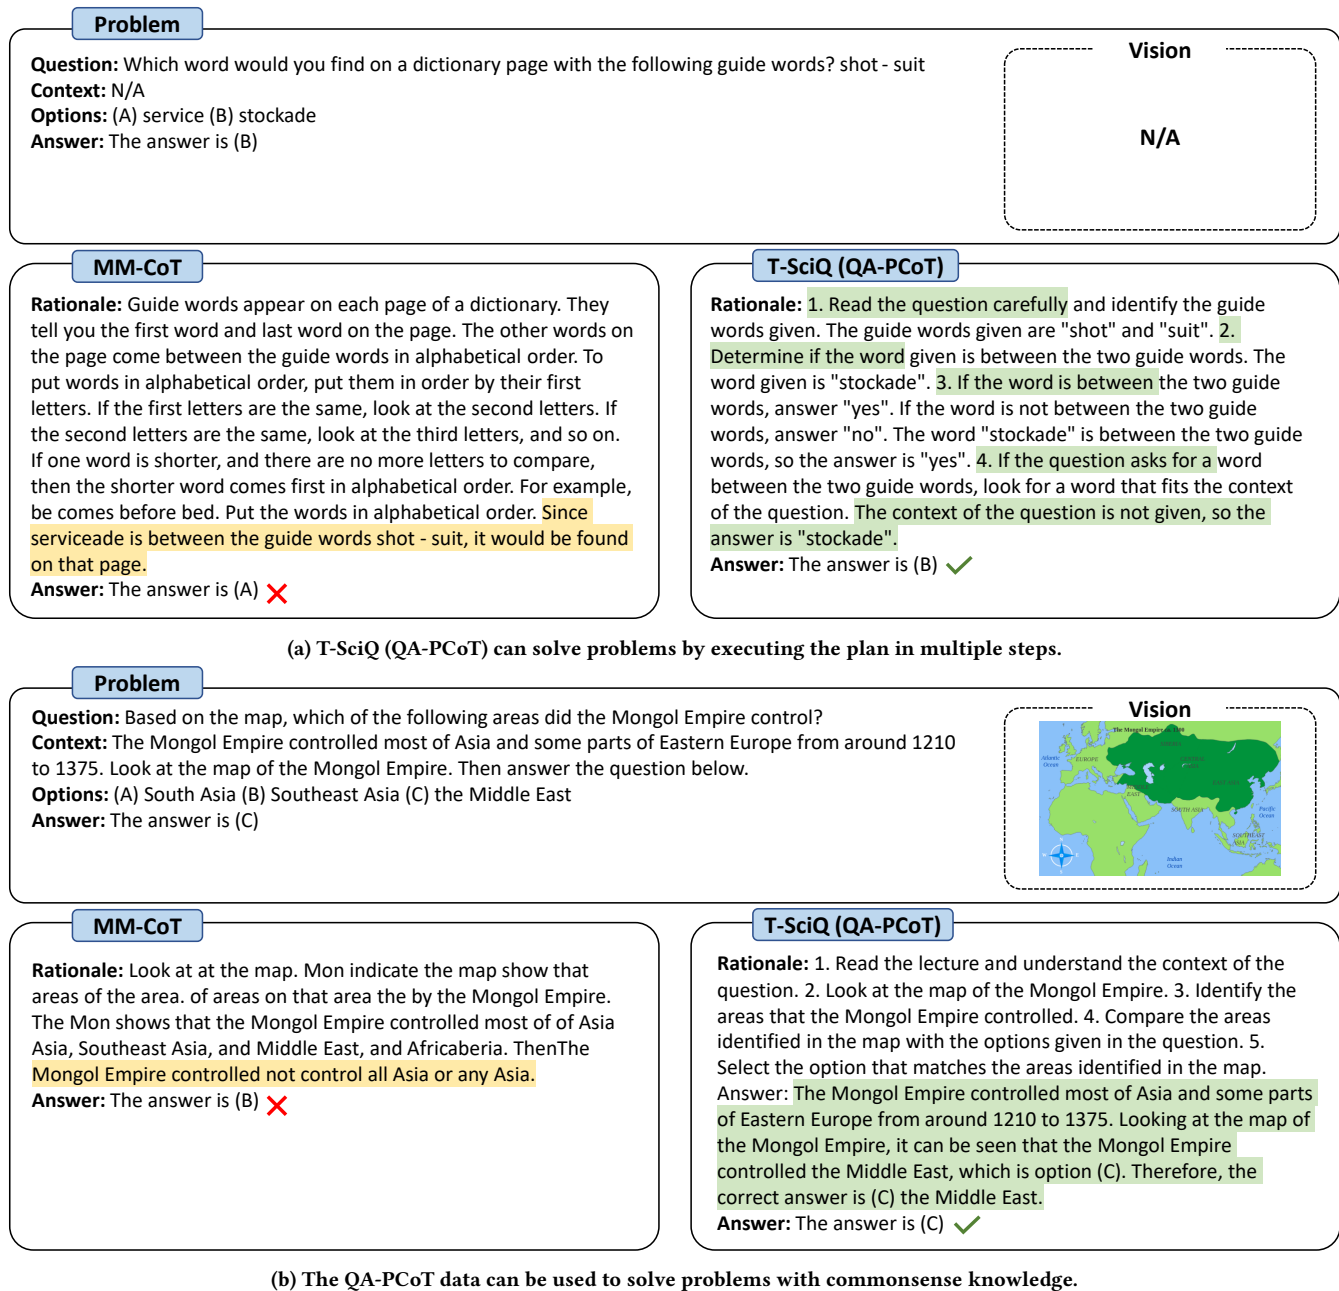 Problem
Question: Which word would you find on a dictionary page with the following guide words? shot - suit
Context: N/A
Options: (A) service (B) stockade
Answer: The answer is (B)
Vision
N/A
MM-CoT
Rationale: Guide words appear on each page of a dictionary. They
tell you the first word and last word on the page. The other words on
the page come between the guide words in alphabetical order. To
put words in alphabetical order, put them in order by their first
letters. If the first letters are the same, look at the second letters. If
the second letters are the same, look at the third letters, and so on.
If one word is shorter, and there are no more letters to compare,
then the shorter word comes first in alphabetical order. For example,
be comes before bed. Put the words in alphabetical order. Since
serviceade is between the guide words shot - suit, it would be found
on that page.
Answer: The answer is (A)
T-SciQ (QA-PCoT)
Rationale: 1. Read the question carefully and identify the guide
words given. The guide words given are "shot" and "suit". 2.
Determine if the word given is between the two guide words. The
word given is "stockade". 3. If the word is between the two guide
words, answer "yes". If the word is not between the two guide
words, answer "no". The word "stockade" is between the two guide
words, so the answer is "yes". 4. If the question asks for a word
between the two guide words, look for a word that fits the context
of the question. The context of the question is not given, so the
answer is "stockade".
Answer: The answer is (B)
(a) T-SciQ (QA-PCoT) can solve problems by executing the plan in multiple steps.
Problem
Question: Based on the map, which of the following areas did the Mongol Empire control?
Context: The Mongol Empire controlled most of Asia and some parts of Eastern Europe from around 1210
to 1375. Look at the map of the Mongol Empire. Then answer the question below.
Options: (A) South Asia (B) Southeast Asia (C) the Middle East
Answer: The answer is (C)
Vision
The Mongol Empire
Atlantic
Ocean
EUROPE
EAST
SOUTH ASIA
Pacific
Ocean
SOUTHEAST
ASIA
Indian
Ocean
MM-CoT
Rationale: Look at at the map. Mon indicate the map show that
areas of the area. of areas on that area the by the Mongol Empire.
The Mon shows that the Mongol Empire controlled most of of Asia
Asia, Southeast Asia, and Middle East, and Africaberia. ThenThe
Mongol Empire controlled not control all Asia or any Asia.
Answer: The answer is (B)
T-SciQ (QA-PCoT)
Rationale: 1. Read the lecture and understand the context of the
question. 2. Look at the map of the Mongol Empire. 3. Identify the
areas that the Mongol Empire controlled. 4. Compare the areas
identified in the map with the options given in the question. 5.
Select the option that matches the areas identified in the map.
Answer: The Mongol Empire controlled most of Asia and some parts
of Eastern Europe from around 1210 to 1375. Looking at the map of
the Mongol Empire, it can be seen that the Mongol Empire
controlled the Middle East, which is option (C). Therefore, the
correct answer is (C) the Middle East.
Answer: The answer is (C)
(b) The QA-PCoT data can be used to solve problems with commonsense knowledge.